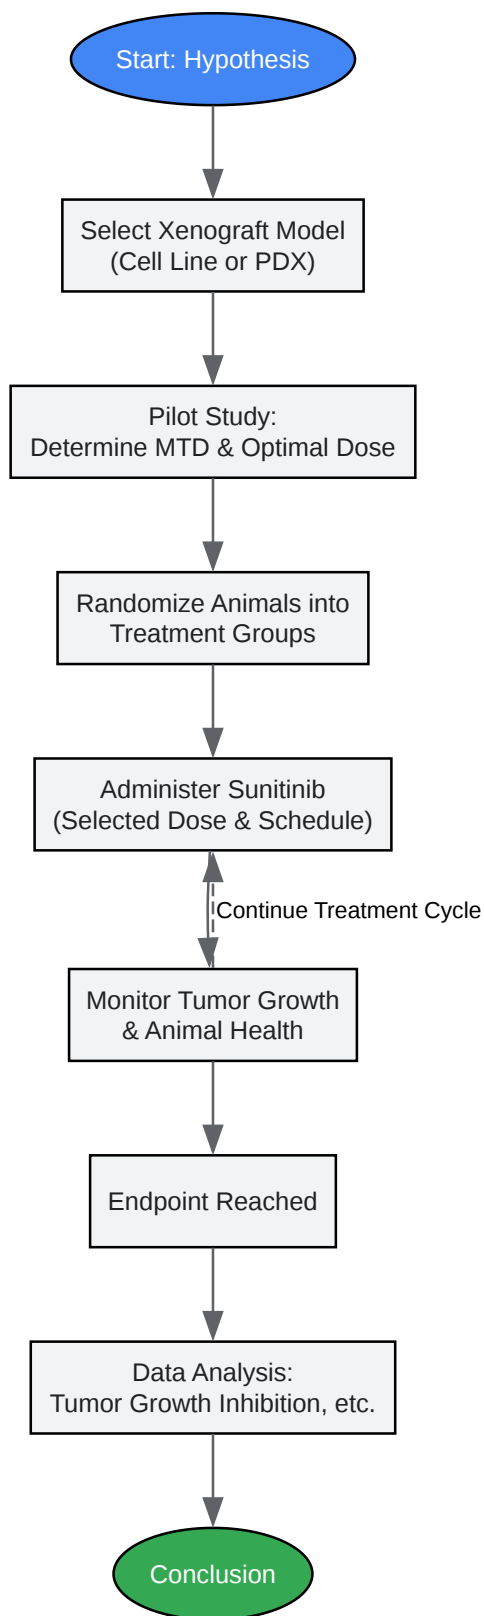 Start: Hypothesis
Select Xenograft Model
(Cell Line or PDX)
Pilot Study:
Determine MTD & Optimal Dose
Randomize Animals into
Treatment Groups
Administer Sunitinib
(Selected Dose & Schedule)
Continue Treatment Cycle
Monitor Tumor Growth
& Animal Health
Endpoint Reached
Data Analysis:
Tumor Growth Inhibition, etc.
Conclusion